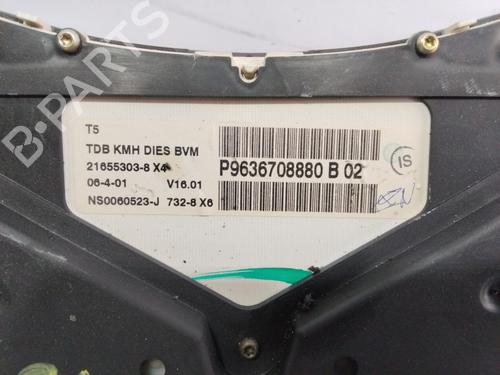 T5
TDB KMH DIES BVM
21655303-8 X4
06-4-01 V16.01
NS0060523-J 732-8 X6
P9636708880 B 02
IS
B-PARTS